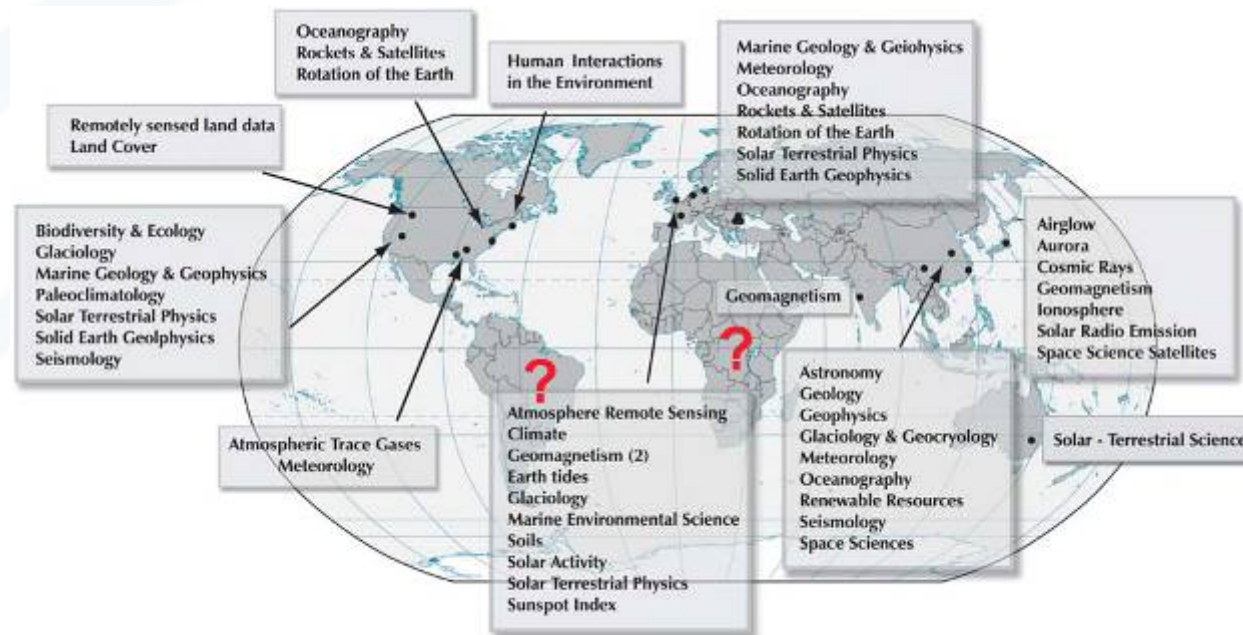 Oceanography
Rockets & Satellites
Rotation of the Earth
Human Interactions
in the Environment
Marine Geology & Geiohysics
Meteorology
Oceanography
Rockets & Satellites
Rotation of the Earth
Solar Terrestrial Physics
Solid Earth Geophysics
Remotely sensed land data
Land Cover
Biodiversity & Ecology
Glaciology
Marine Geology & Geophysics
Paleoclimatology
Solar Terrestrial Physics
Solid Earth Geolphysics
Seismology
Airglow
Aurora
Cosmic Rays
Geomagnetism
Ionosphere
Solar Radio Emission
Space Science Satellites
Geomagnetism
?
?
Atmospheric Trace Gases
Meteorology
Atmosphere Remote Sensing
Climate
Geomagnetism (2)
Earth tides
Glaciology
Marine Environmental Science
Soils
Solar Activity
Solar Terrestrial Physics
Sunspot Index
Astronomy
Geology
Geophysics
Glaciology & Geocryology
Meteorology
Oceanography
Renewable Resources
Seismology
Space Sciences
Solar - Terrestrial Science